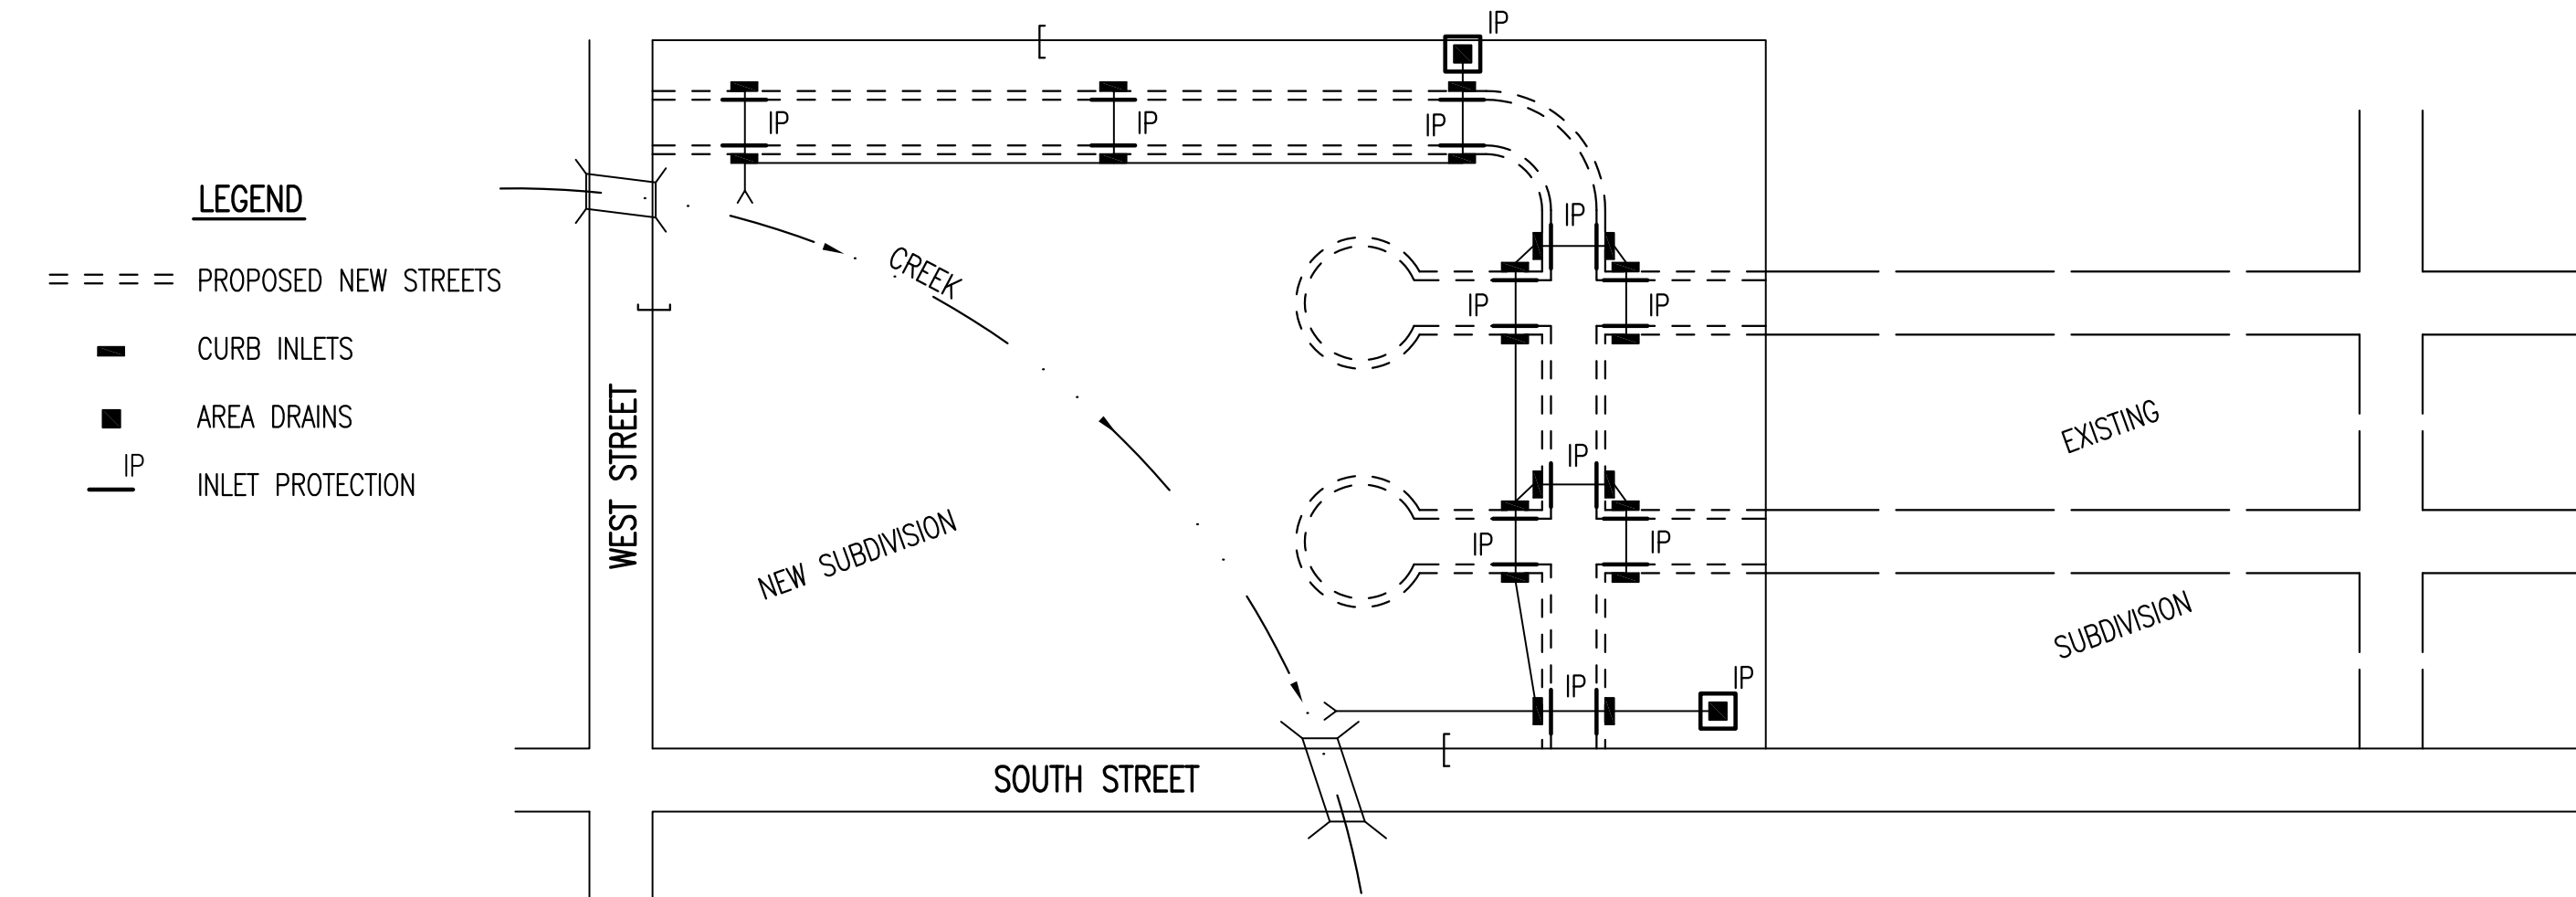 IP
IP
IP
IP
LEGEND
PROPOSED NEW STREETS
CURB INLETS
AREA DRAINS
IP
INLET PROTECTION
CREEK
IP
IP
IP
WEST STREET
NEW SUBDIVISION
EXISTING
SUBDIVISION
IP
IP
IP
IP
IP
SOUTH STREET